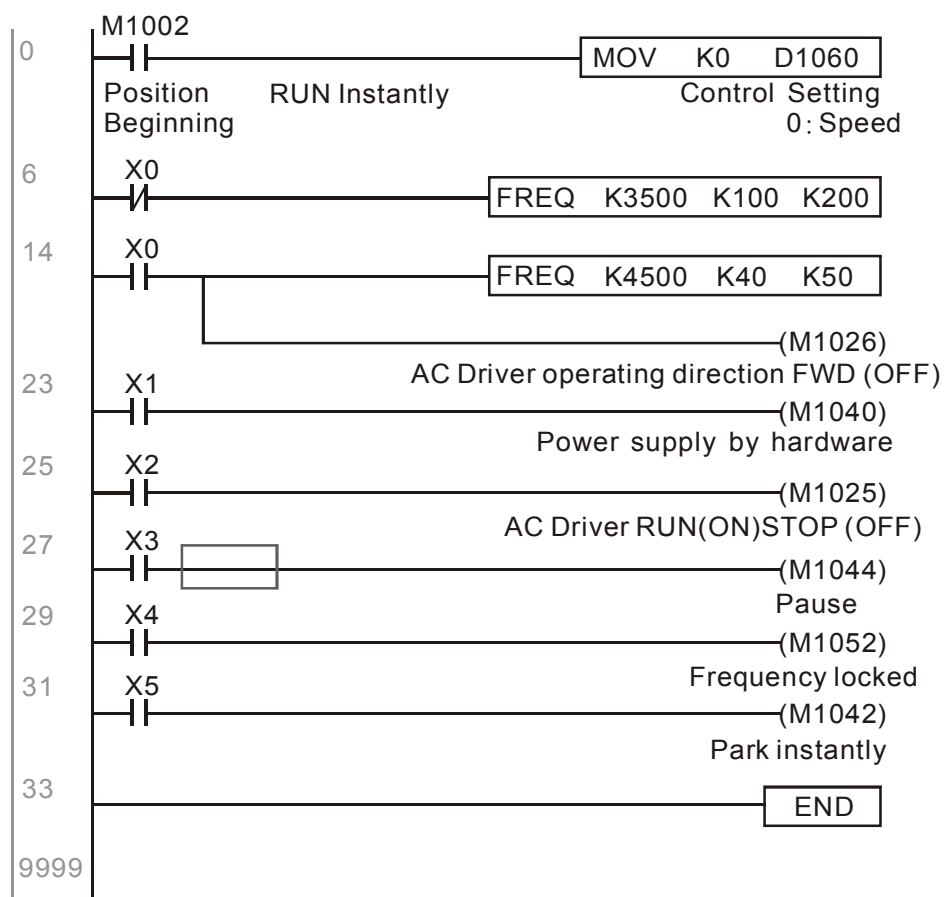 M1002
0 MOV K0 D1060
Position RUN Instantly Control Setting
Beginning 0: Speed
6 X0 FREQ K3500 K100 K200
14 X0 FREQ K4500 K40 K50
(M1026)
AC Driver operating direction FWD (OFF)
23 X1 (M1040)
Power supply by hardware
25 X2 (M1025)
AC Driver RUN(ON)STOP (OFF)
27 X3 (M1044)
Pause
29 X4 (M1052)
Frequency locked
31 X5 (M1042)
Park instantly
33 END
9999